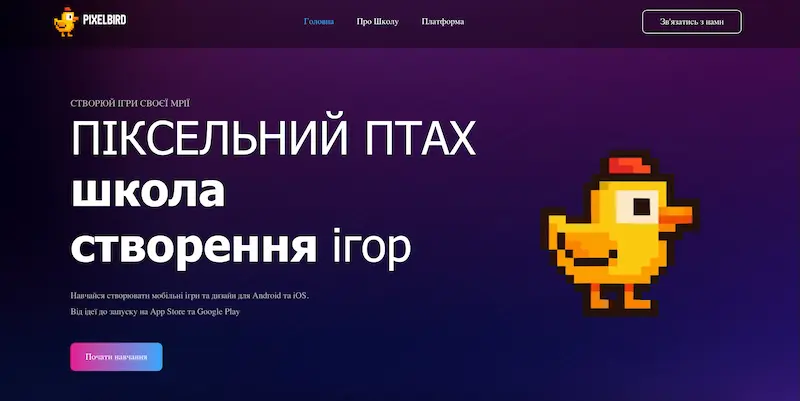 PIXELBIRD
Головна
Про Школу
Платформа
Зв'язатись з нами
СТВОРЮЙ ІГРИ СВОЄЇ МРІЇ
ПІКСЕЛЬНИЙ ПТАХ
школа
створення ігор
Навчайся створювати мобільні ігри та дизайн для Android та iOS.
Від ідеї до запуску на App Store та Google Play
Почати навчання